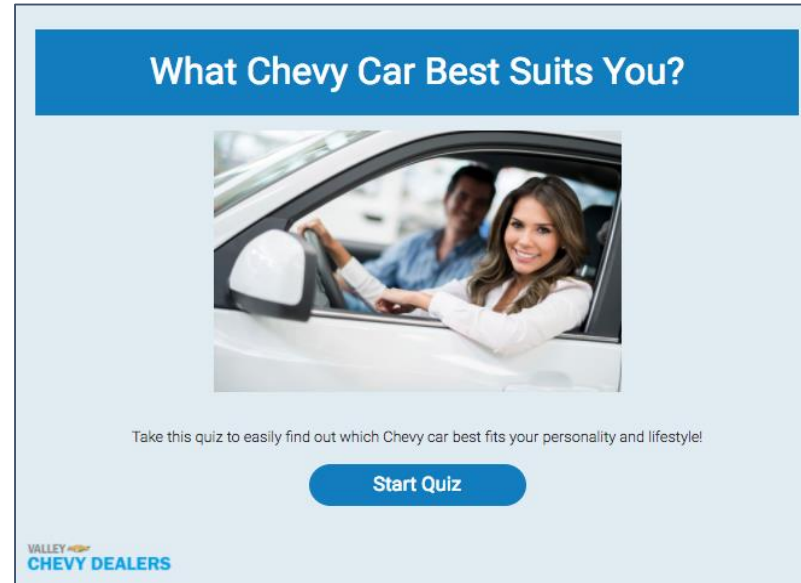 What Chevy Car Best Suits You?
Take this quiz to easily find out which Chevy car best fits your personality and lifestyle!
Start Quiz
VALLEY
CHEVY DEALERS